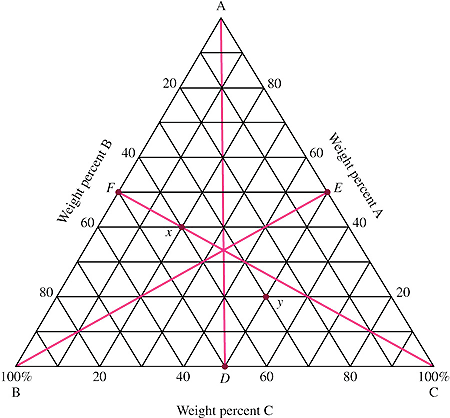 A
20 80
Weight percent B
Weight percent A
40 60
F E
60 40
x
80 20
y
100% 20 40 60 80 100%
B D C
Weight percent C